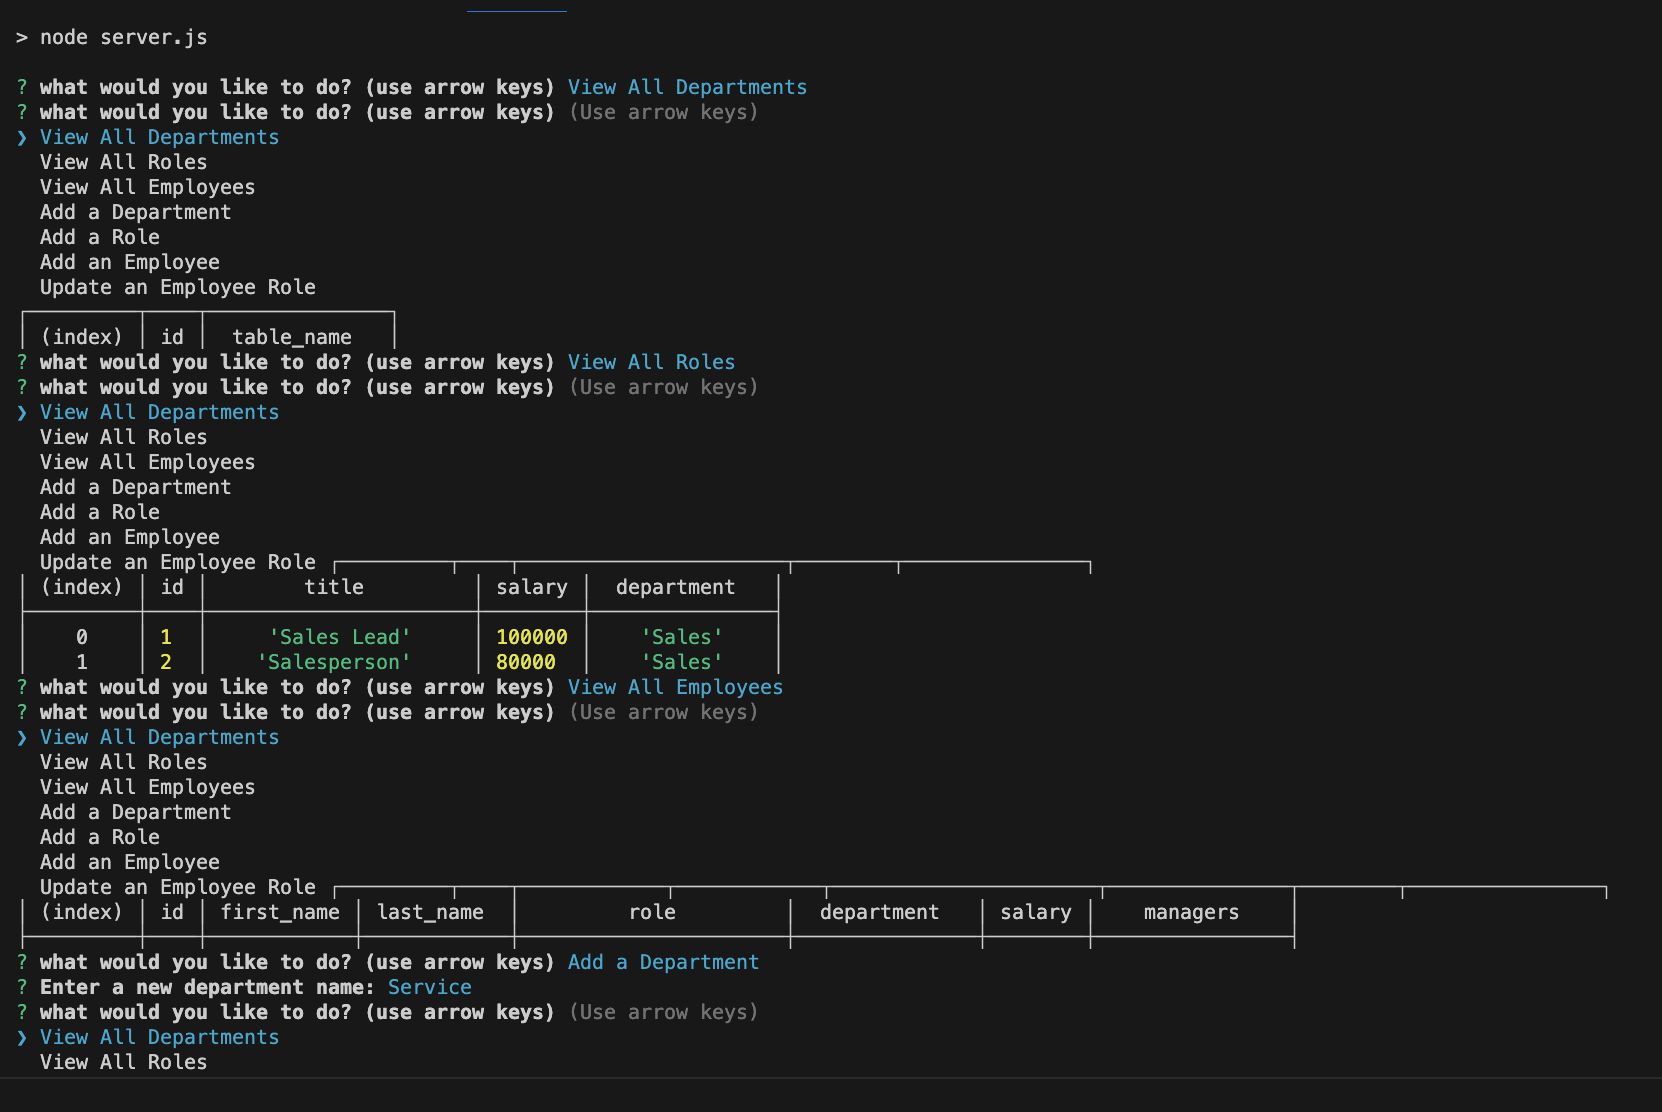 > node server.js
? what would you like to do? (use arrow keys) View All Departments
? what would you like to do? (use arrow keys) (Use arrow keys)
❯ View All Departments
View All Roles
View All Employees
Add a Department
Add a Role
Add an Employee
Update an Employee Role
(index) id table_name
? what would you like to do? (use arrow keys) View All Roles
? what would you like to do? (use arrow keys) (Use arrow keys)
❯ View All Departments
View All Roles
View All Employees
Add a Department
Add a Role
Add an Employee
Update an Employee Role
(index) id title salary department
0 1 'Sales Lead' 100000 'Sales'
1 2 'Salesperson' 80000 'Sales'
? what would you like to do? (use arrow keys) View All Employees
? what would you like to do? (use arrow keys) (Use arrow keys)
❯ View All Departments
View All Roles
View All Employees
Add a Department
Add a Role
Add an Employee
Update an Employee Role
(index) id first_name last_name role department salary managers
? what would you like to do? (use arrow keys) Add a Department
? Enter a new department name: Service
? what would you like to do? (use arrow keys) (Use arrow keys)
❯ View All Departments
View All Roles